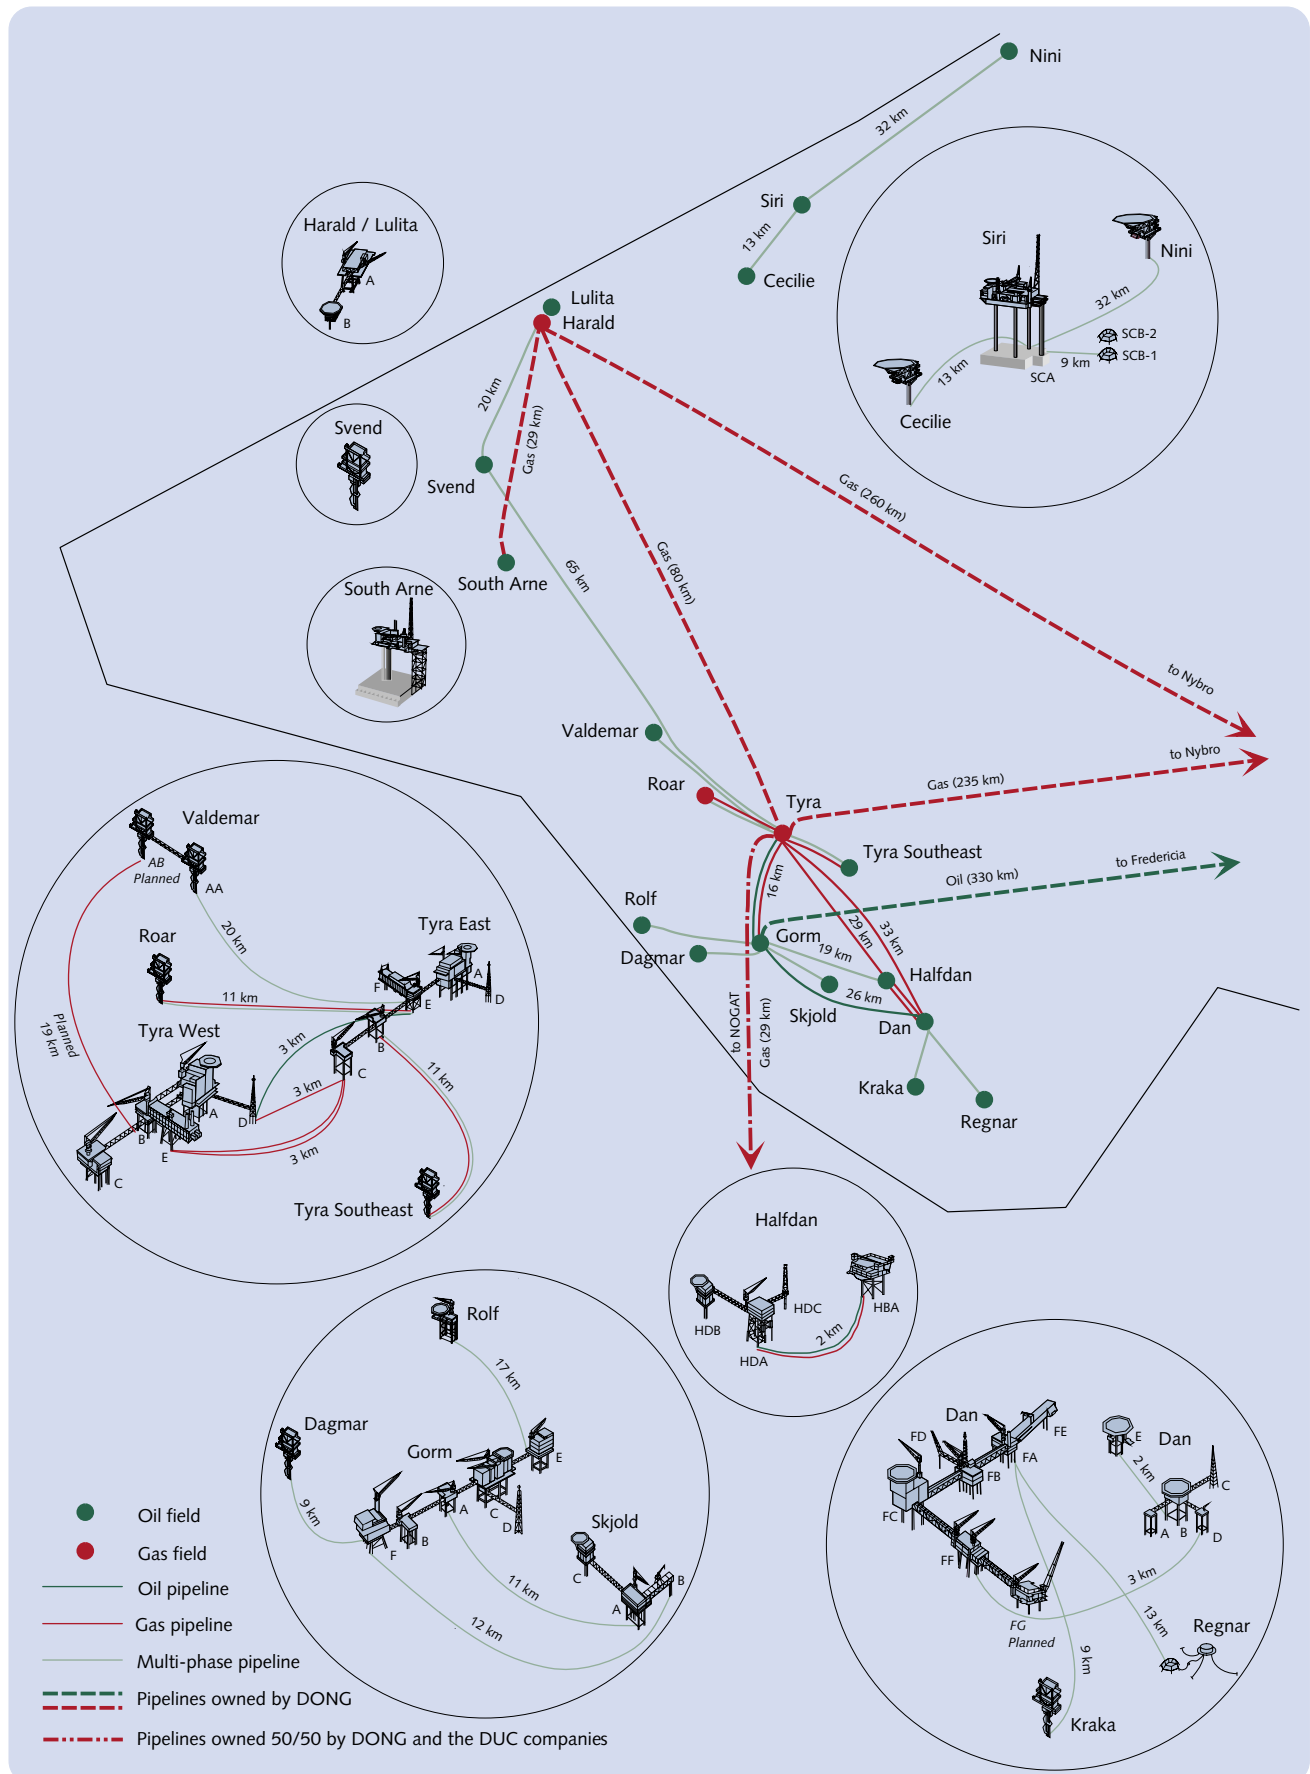 Nini
32 km
Siri
13 km
Cecilie
Harald / Lulita
A
B
Lulita
Harald
Siri
Nini
32 km
SCB-2
SCB-1
9 km
13 km
SCA
Cecilie
20 km
Gas (29 km)
Svend
Svend
South Arne
65 km
Gas (80 km)
Gas (260 km)
to Nybro
South Arne
Valdemar
Roar
Tyra
Gas (235 km)
to Nybro
Tyra Southeast
Oil (330 km)
to Fredericia
16 km
Rolf
Gorm
Dagmar
19 km
29 km
33 km
Halfdan
26 km
Skjold
Dan
to NOGAT
Gas (29 km)
Kraka
Regnar
Valdemar
AB
Planned
AA
20 km
Roar
Tyra East
F
A
E
D
11 km
Planned
19 km
Tyra West
3 km
B
C
11 km
3 km
A
D
B
E
C
3 km
Tyra Southeast
Halfdan
HDC
HBA
HDB
2 km
HDA
Rolf
17 km
Dagmar
Gorm
E
A
C
D
B
F
9 km
Skjold
C
B
A
11 km
12 km
Dan
FE
FD
FA
FB
FC
FF
FG
Planned
E
Dan
2 km
C
A
B
D
3 km
13 km
9 km
Regnar
Kraka
Oil field
Gas field
Oil pipeline
Gas pipeline
Multi-phase pipeline
Pipelines owned by DONG
Pipelines owned 50/50 by DONG and the DUC companies